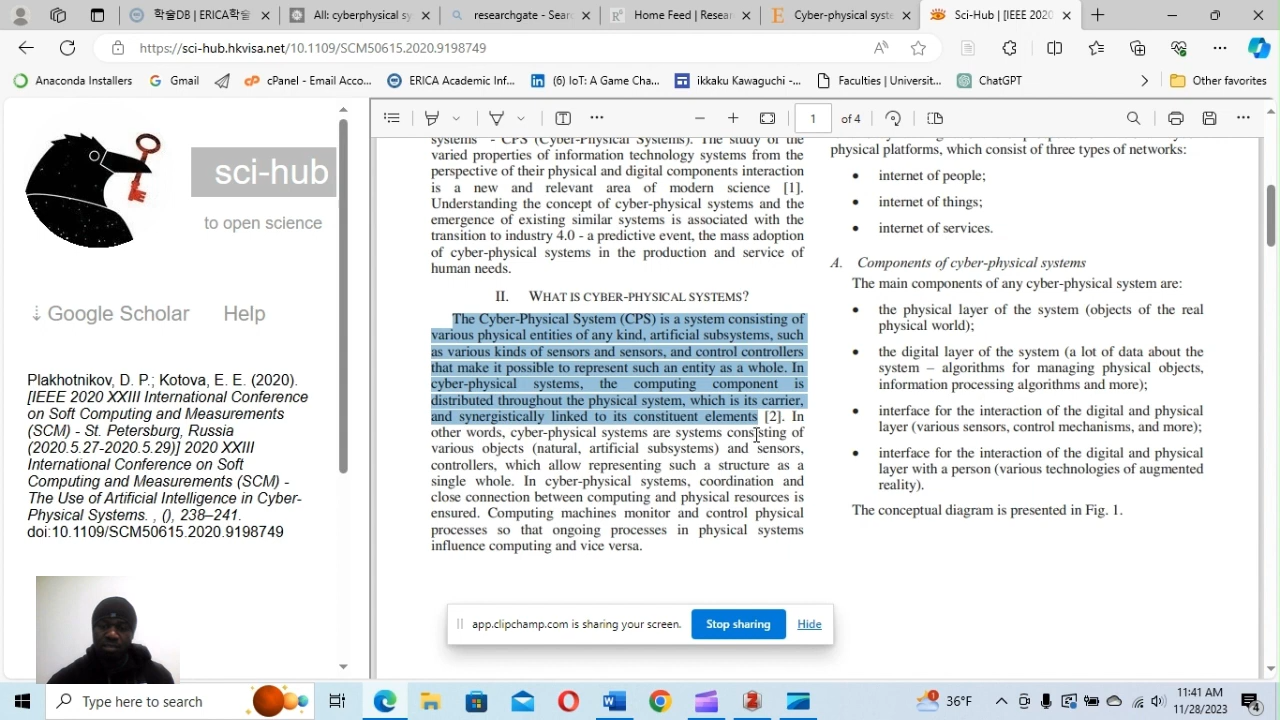 학술DB | ERICA학
All: cyberphysical sy
researchgate - Searc
Home Feed | Resear
Cyber-physical syste
Sci-Hub | [IEEE 2020
https://sci-hub.hkvisa.net/10.1109/SCM50615.2020.9198749
Anaconda Installers
Gmail
cPanel - Email Acco...
ERICA Academic Inf...
(6) IoT: A Game Cha...
ikkaku Kawaguchi -...
Faculties | Universit...
ChatGPT
Other favorites
1 of 4
sci-hub
to open science
⇣ Google Scholar
Help
Plakhotnikov, D. P.; Kotova, E. E. (2020).
[IEEE 2020 XXIII International Conference
on Soft Computing and Measurements
(SCM) - St. Petersburg, Russia
(2020.5.27-2020.5.29)] 2020 XXIII
International Conference on Soft
Computing and Measurements (SCM) -
The Use of Artificial Intelligence in Cyber-
Physical Systems. , (), 238–241.
doi:10.1109/SCM50615.2020.9198749
systems - CPS (Cyber-Physical Systems). The study of the
varied properties of information technology systems from the
perspective of their physical and digital components interaction
is a new and relevant area of modern science [1].
Understanding the concept of cyber-physical systems and the
emergence of existing similar systems is associated with the
transition to industry 4.0 - a predictive event, the mass adoption
of cyber-physical systems in the production and service of
human needs.
II. WHAT IS CYBER-PHYSICAL SYSTEMS?
The Cyber-Physical System (CPS) is a system consisting of
various physical entities of any kind, artificial subsystems, such
as various kinds of sensors and sensors, and control controllers
that make it possible to represent such an entity as a whole. In
cyber-physical systems, the computing component is
distributed throughout the physical system, which is its carrier,
and synergistically linked to its constituent elements [2]. In
other words, cyber-physical systems are systems consisting of
various objects (natural, artificial subsystems) and sensors,
controllers, which allow representing such a structure as a
single whole. In cyber-physical systems, coordination and
close connection between computing and physical resources is
ensured. Computing machines monitor and control physical
processes so that ongoing processes in physical systems
influence computing and vice versa.
physical platforms, which consist of three types of networks:
• internet of people;
• internet of things;
• internet of services.
A. Components of cyber-physical systems
The main components of any cyber-physical system are:
• the physical layer of the system (objects of the real
physical world);
• the digital layer of the system (a lot of data about the
system – algorithms for managing physical objects,
information processing algorithms and more);
• interface for the interaction of the digital and physical
layer (various sensors, control mechanisms, and more);
• interface for the interaction of the digital and physical
layer with a person (various technologies of augmented
reality).
The conceptual diagram is presented in Fig. 1.
app.clipchamp.com is sharing your screen.
Stop sharing
Hide
Type here to search
36°F
11:41 AM
11/28/2023
4